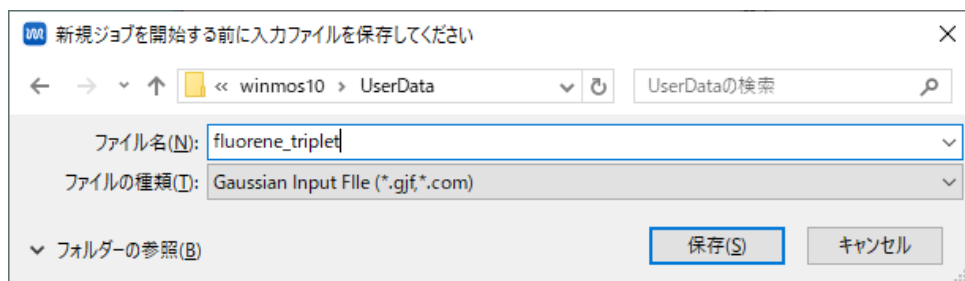 新規ジョブを開始する前に入力ファイルを保存してください
« winmos10 › UserData
UserDataの検索
ファイル名(N): fluorene_triplet
ファイルの種類(T): Gaussian Input FIle (*.gjf,*.com)
フォルダーの参照(B)
保存(S)
キャンセル